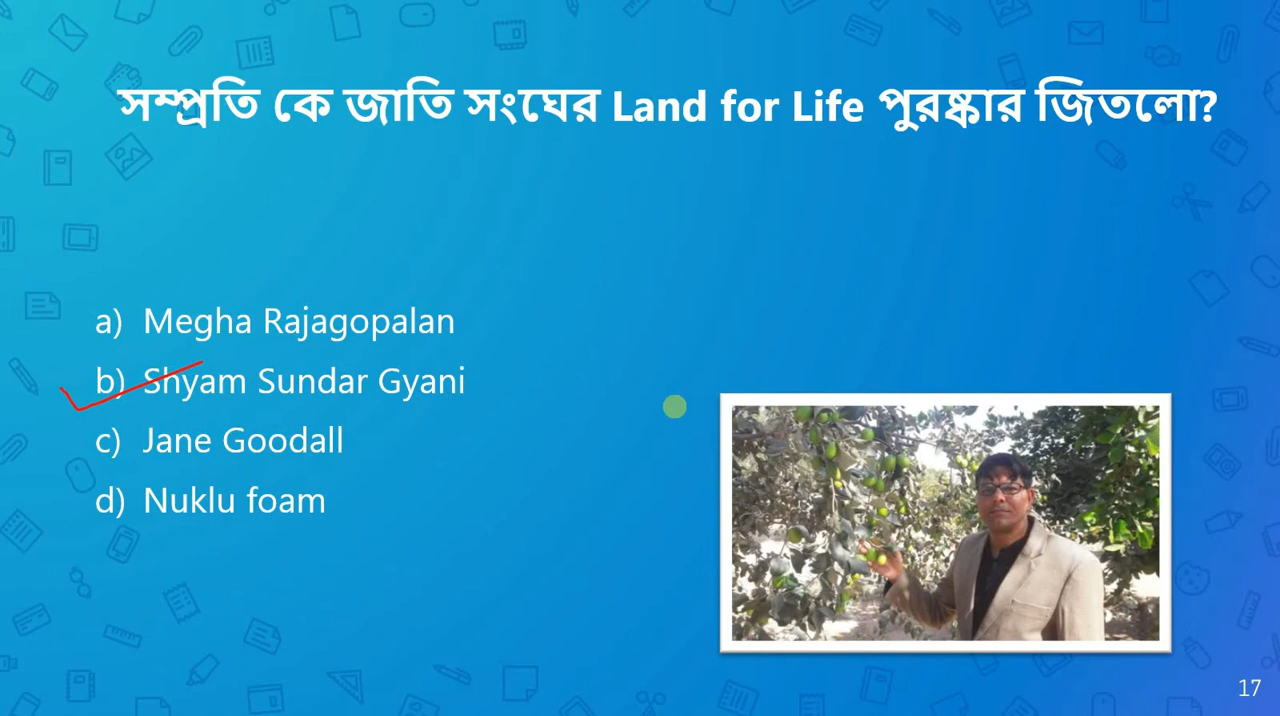 সম্প্রতি কে জাতি সংঘের Land for Life পুরষ্কার জিতলো?
a) Megha Rajagopalan
b) Shyam Sundar Gyani
c) Jane Goodall
d) Nuklu foam
17